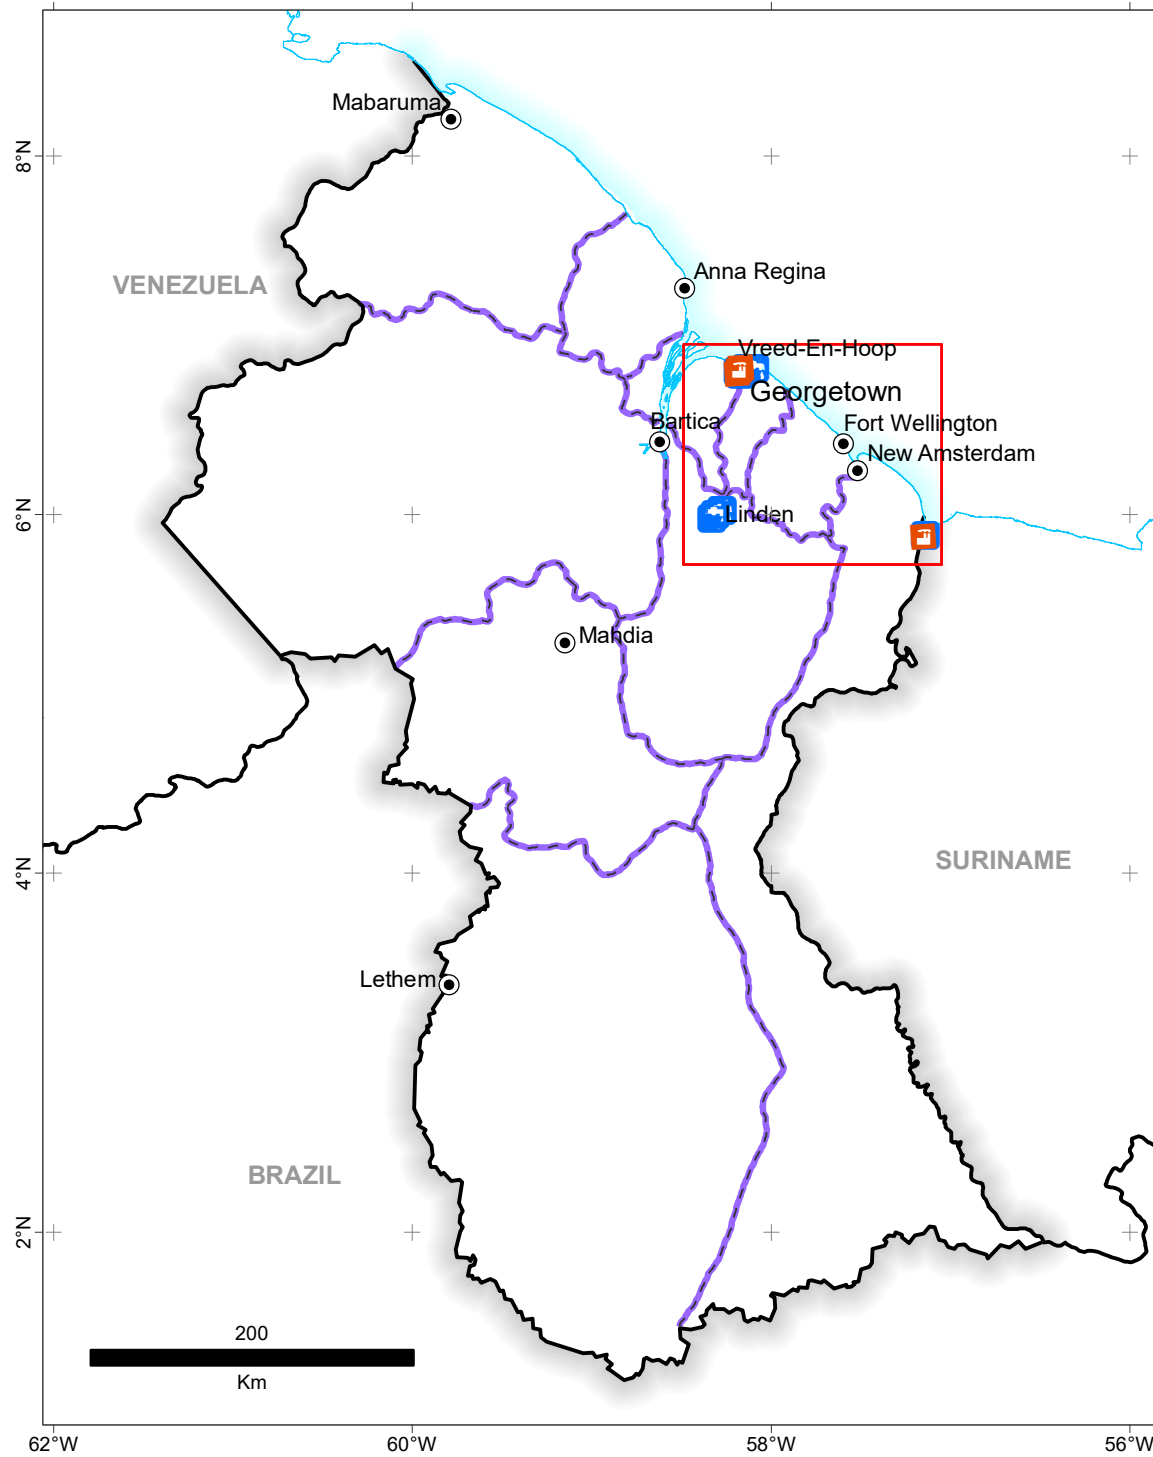 Mabaruma
8°N
VENEZUELA
Anna Regina
Vreed-En-Hoop
Georgetown
Bartica
Fort Wellington
New Amsterdam
6°N
Linden
Mahdia
4°N
SURINAME
Lethem
BRAZIL
2°N
200
Km
62°W
60°W
58°W
56°W